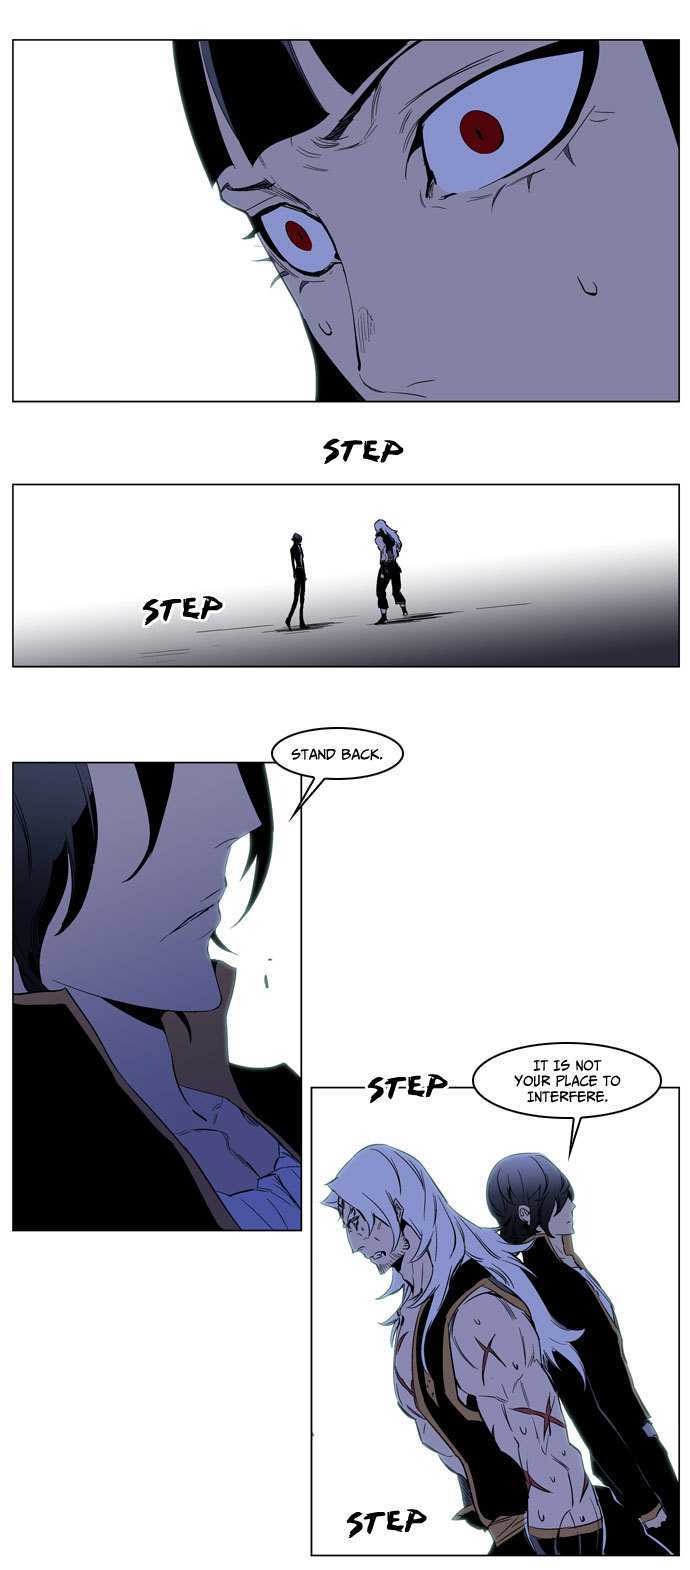 STEP
STEP
STAND BACK.
STEP
IT IS NOT
YOUR PLACE TO
INTERFERE.
STEP